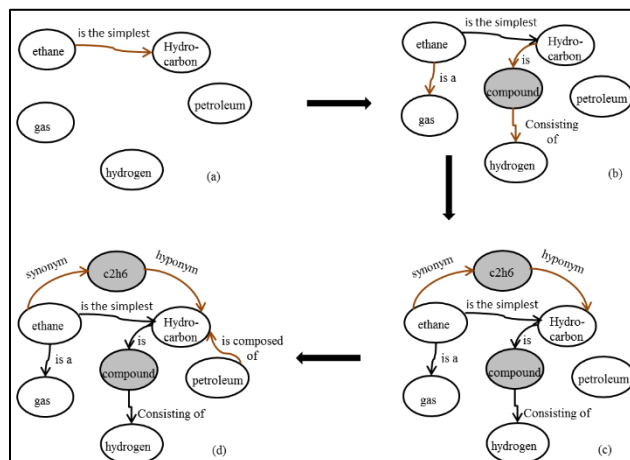 is the simplest
ethane
Hydro-
carbon
petroleum
gas
hydrogen
(a)
is the simplest
ethane
Hydro-
carbon
is
is a
compound
petroleum
gas
Consisting
of
hydrogen
(b)
synonym
c2h6
hyponym
is the simplest
ethane
Hydro-
carbon
is
is composed
of
is a
compound
petroleum
gas
Consisting of
hydrogen
(d)
synonym
c2h6
hyponym
is the simplest
ethane
Hydro-
carbon
is
is a
compound
petroleum
gas
Consisting of
hydrogen
(c)